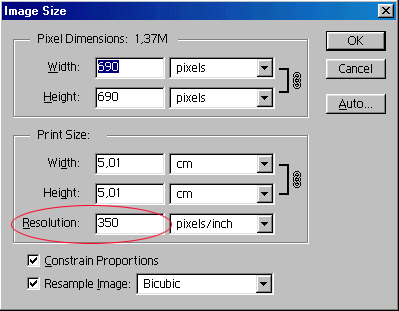 Image Size
Pixel Dimensions: 1,37M
Width: 690 pixels
Height: 690 pixels
OK
Cancel
Auto...
Print Size:
Width: 5,01 cm
Height: 5,01 cm
Resolution: 350 pixels/inch
Constrain Proportions
Resample Image: Bicubic